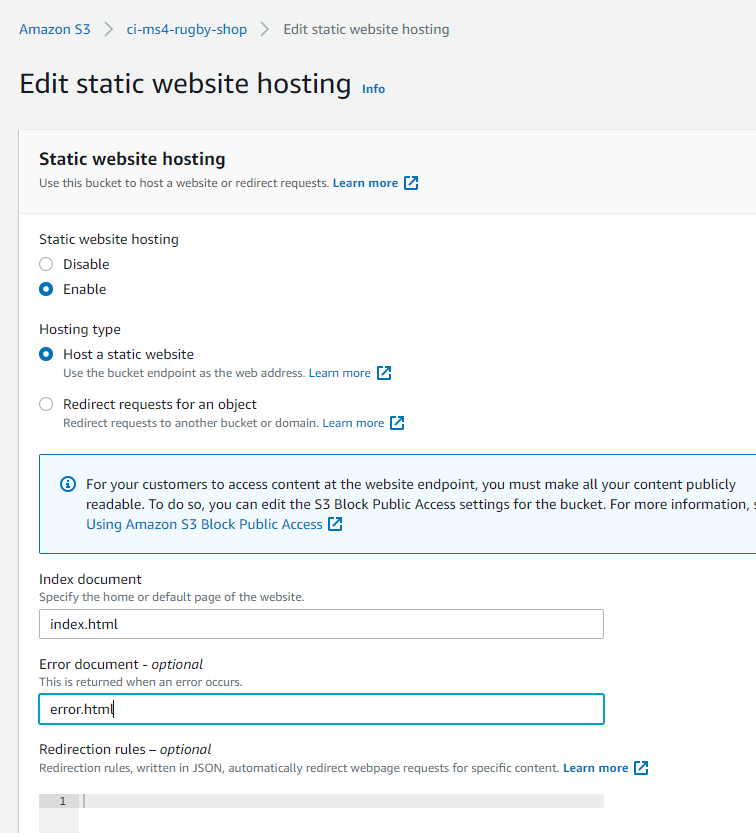 Amazon S3 > ci-ms4-rugby-shop > Edit static website hosting
Edit static website hosting Info
Static website hosting
Use this bucket to host a website or redirect requests. Learn more
Static website hosting
Disable
Enable
Hosting type
Host a static website
Use the bucket endpoint as the web address. Learn more
Redirect requests for an object
Redirect requests to another bucket or domain. Learn more
For your customers to access content at the website endpoint, you must make all your content publicly
readable. To do so, you can edit the S3 Block Public Access settings for the bucket. For more information,
Using Amazon S3 Block Public Access
Index document
Specify the home or default page of the website.
index.html
Error document - optional
This is returned when an error occurs.
error.html
Redirection rules – optional
Redirection rules, written in JSON, automatically redirect webpage requests for specific content. Learn more
1